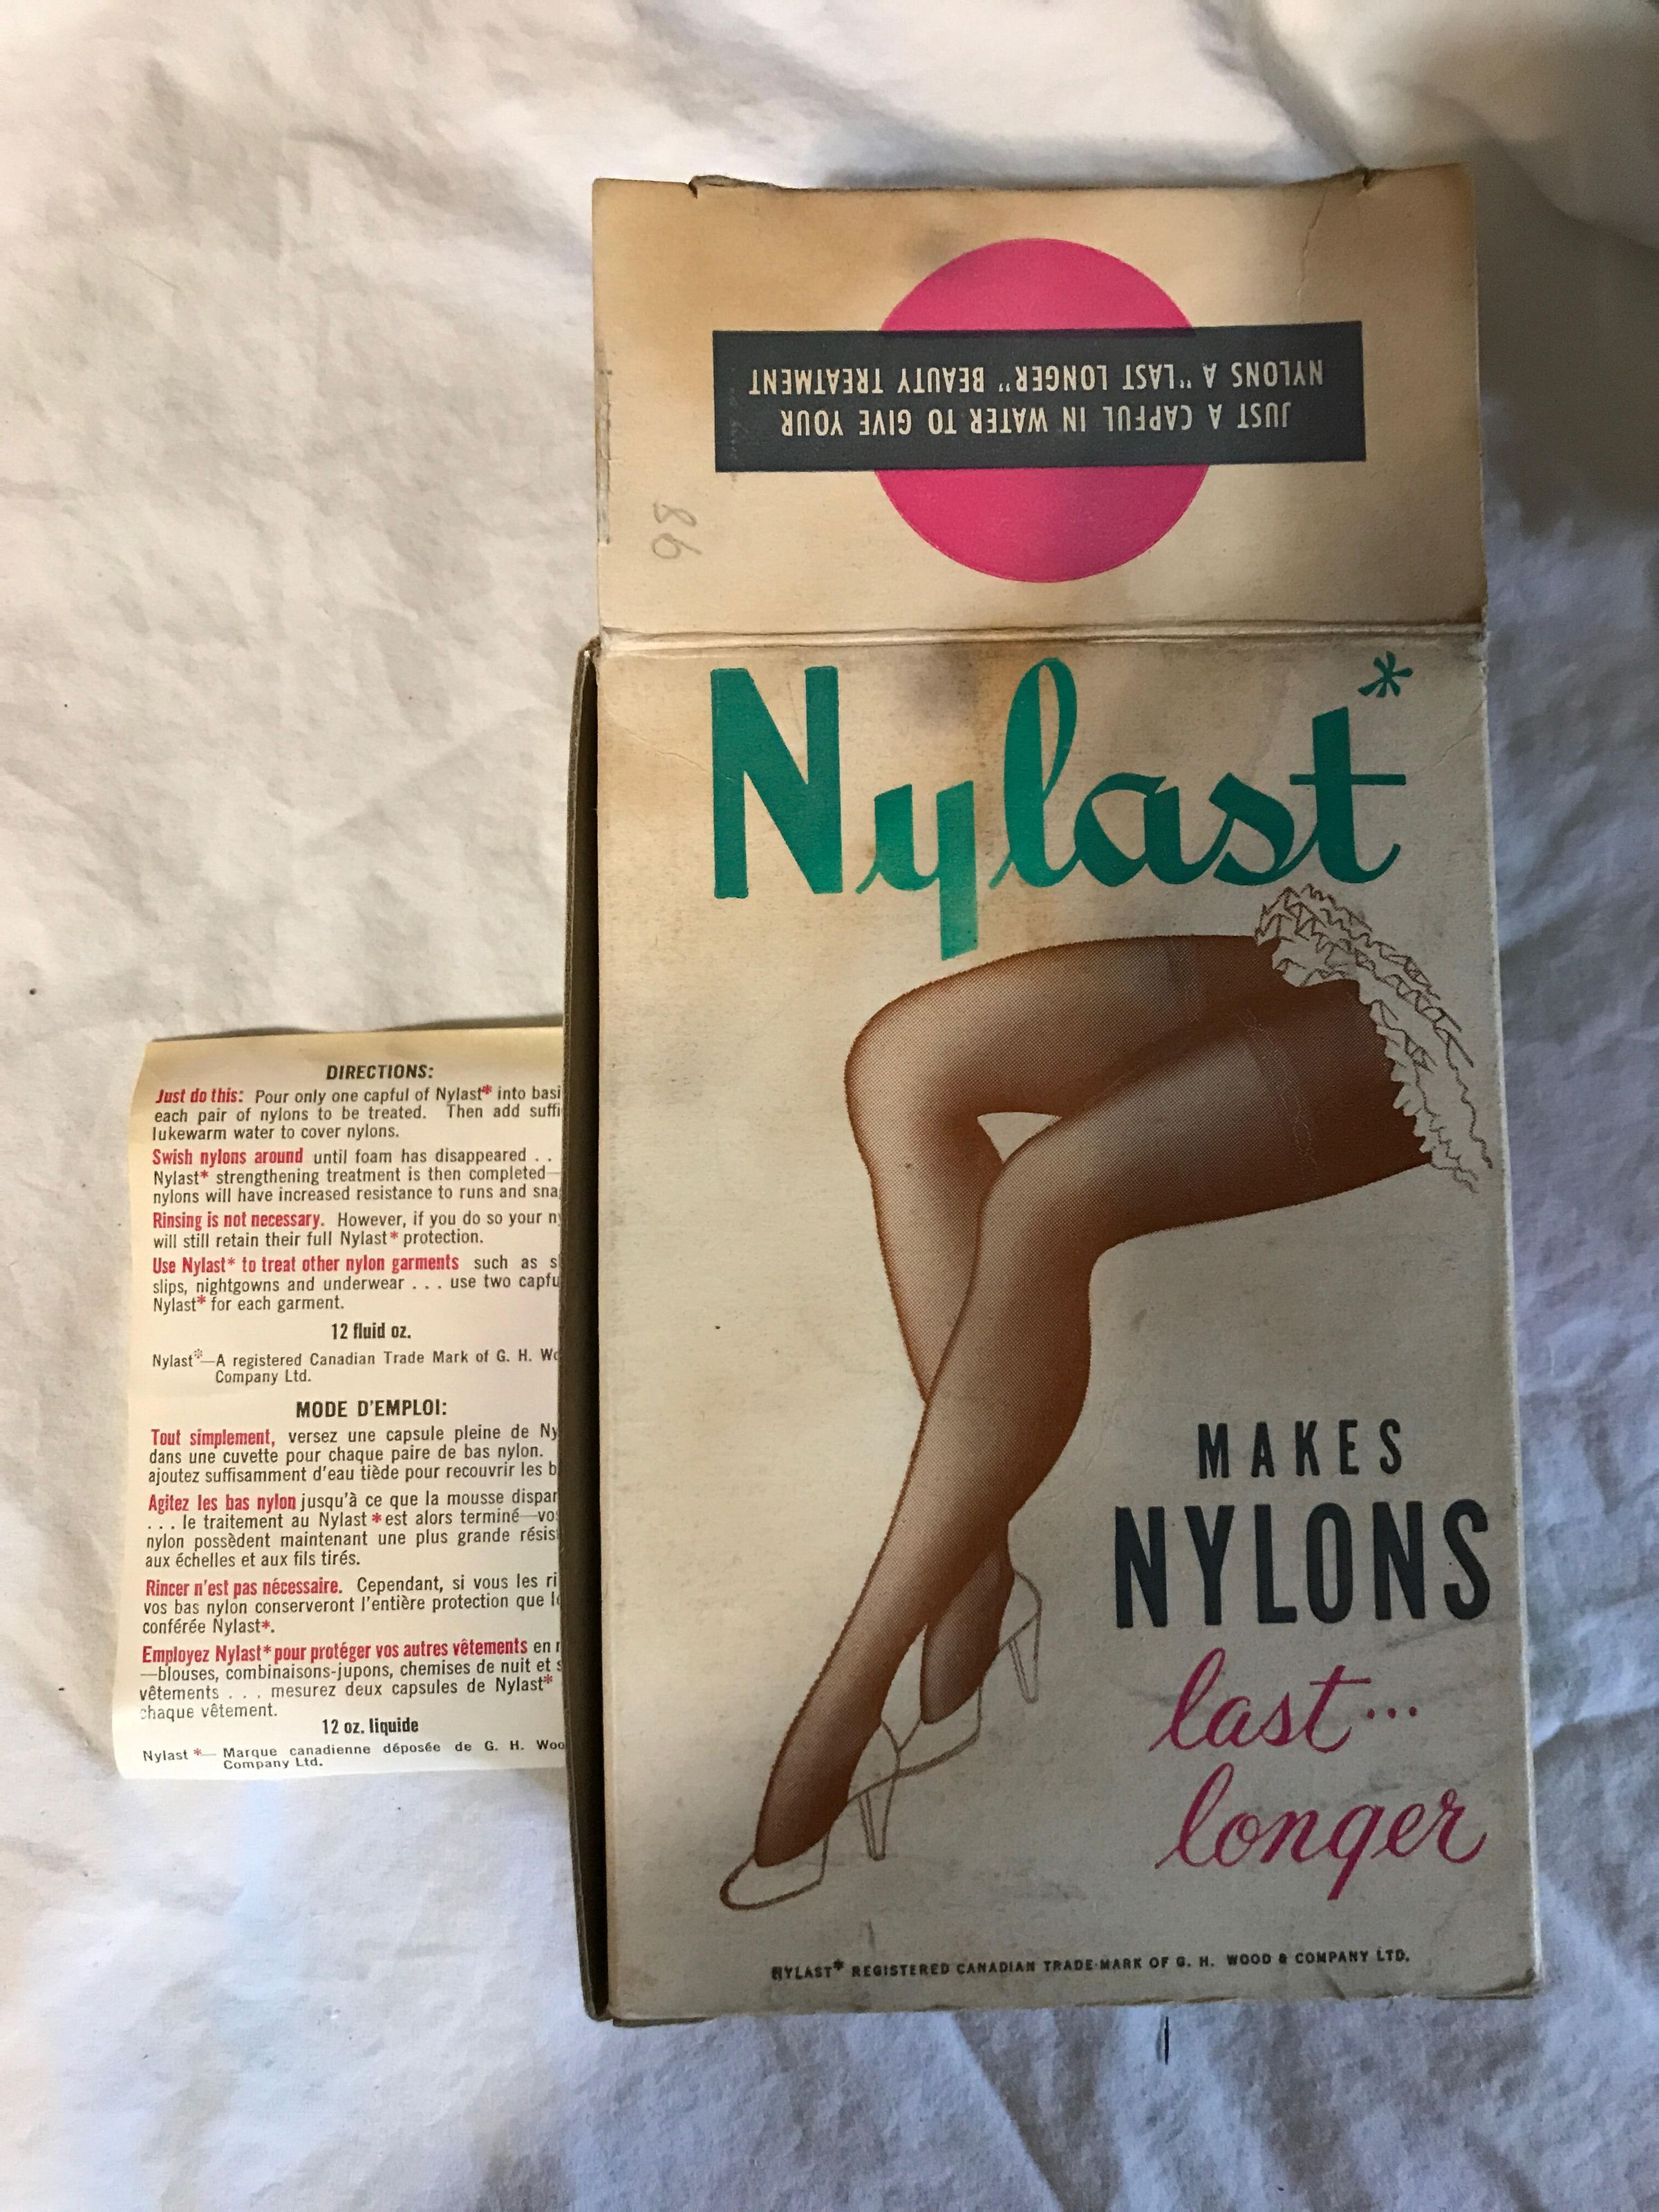 JUST A CAPFUL IN WATER TO GIVE YOUR
NYLONS A "LAST LONGER" BEAUTY TREATMENT
98
Nylast*
MAKES
NYLONS
last...
longer
NYLAST* REGISTERED CANADIAN TRADE-MARK OF G. H. WOOD & COMPANY LTD.
DIRECTIONS:
Just do this: Pour only one capful of Nylast* into
each pair of nylons to be treated. Then add
lukewarm water to cover nylons.
Swish nylons around until foam has disappeared . .
Nylast* strengthening treatment is then completed—
nylons will have increased resistance to runs and
Rinsing is not necessary. However, if you do so your
will still retain their full Nylast* protection.
Use Nylast* to treat other nylon garments such as
slips, nightgowns and underwear . . . use two
Nylast* for each garment.
12 fluid oz.
Nylast*—A registered Canadian Trade Mark of G. H.
Company Ltd.
MODE D'EMPLOI:
Tout simplement, versez une capsule pleine de
dans une cuvette pour chaque paire de bas nylon.
ajoutez suffisamment d'eau tiède pour recouvrir les
Agitez les bas nylon jusqu'à ce que la mousse
. . . le traitement au Nylast* est alors terminé—
nylon possèdent maintenant une plus grande
aux échelles et aux fils tirés.
Rincer n'est pas nécessaire. Cependant, si vous les
vos bas nylon conserveront l'entière protection que
conférée Nylast*.
Employez Nylast* pour protéger vos autres vêtements en
—blouses, combinaisons-jupons, chemises de nuit et
vêtements . . . mesurez deux capsules de Nylast*
chaque vêtement.
12 oz. liquide
Nylast*— Marque canadienne déposée de G. H.
Company Ltd.